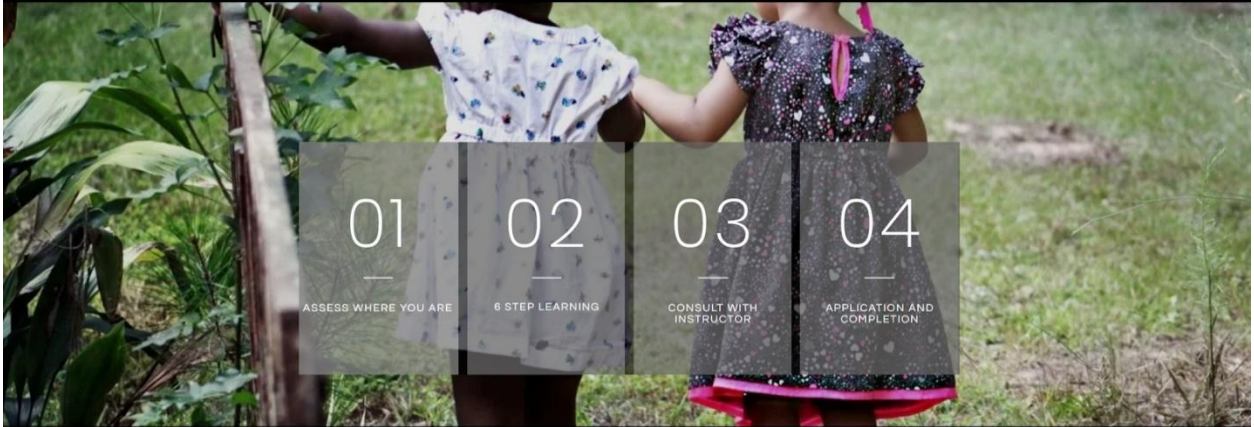 01
ASSESS WHERE YOU ARE
02
6 STEP LEARNING
03
CONSULT WITH
INSTRUCTOR
04
APPLICATION AND
COMPLETION